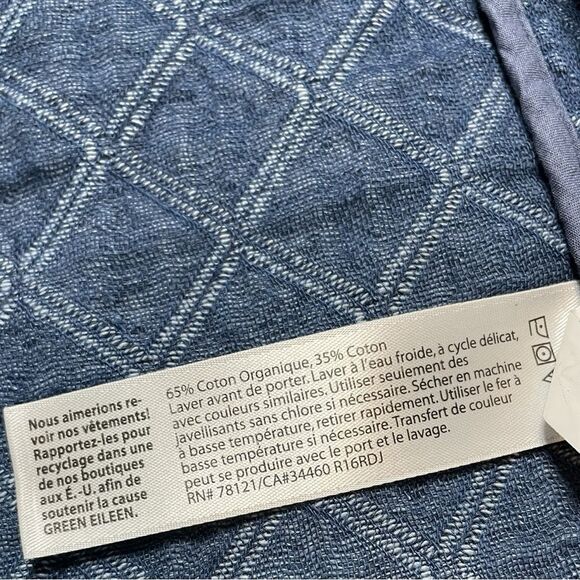 Nous aimerions re-
voir nos vêtements!
Rapportez-les pour
recyclage dans une
de nos boutiques
aux É.-U. afin de
soutenir la cause
GREEN EILEEN.
65% Coton Organique, 35% Coton
Laver avant de porter. Laver à l'eau froide, à cycle délicat,
avec couleurs similaires. Utiliser seulement des
javellisants sans chlore si nécessaire. Sécher en machine
à basse température, retirer rapidement. Utiliser le fer à
basse température si nécessaire. Transfert de couleur
peut se produire avec le port et le lavage.
RN# 78121/CA#34460 R16RDJ